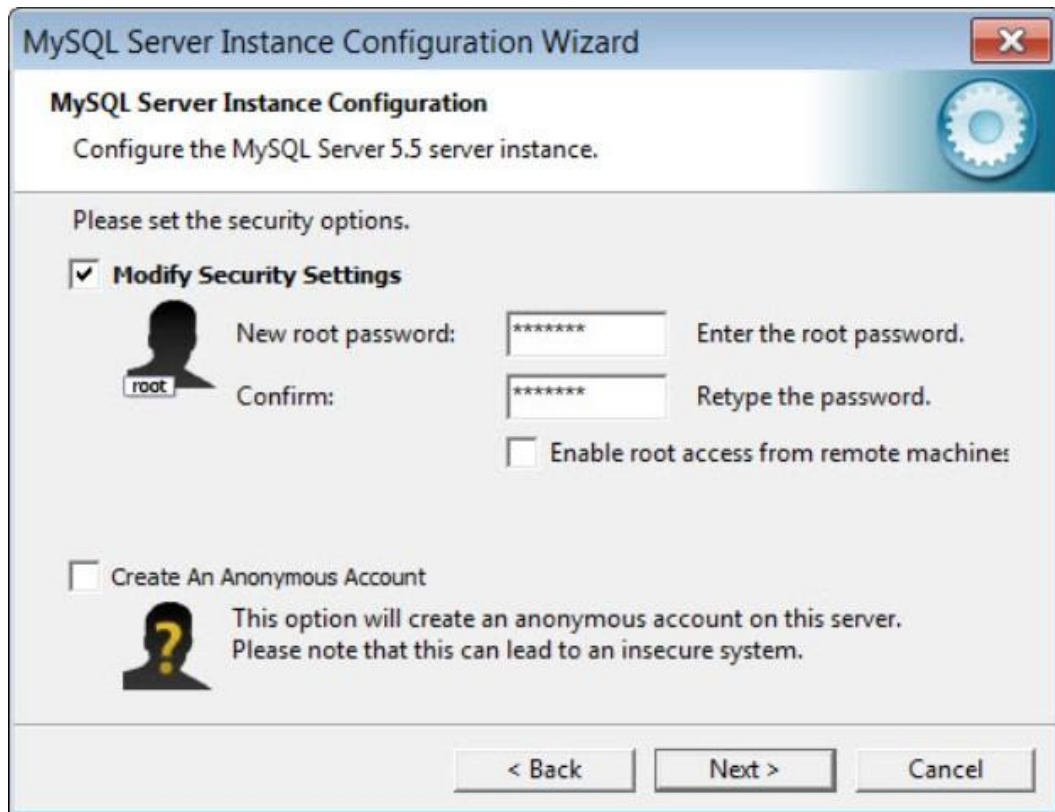 MySQL Server Instance Configuration Wizard
MySQL Server Instance Configuration
Configure the MySQL Server 5.5 server instance.
Please set the security options.
Modify Security Settings
New root password: ******* Enter the root password.
root
Confirm: ******* Retype the password.
Enable root access from remote machines
Create An Anonymous Account
This option will create an anonymous account on this server.
Please note that this can lead to an insecure system.
?
< Back Next > Cancel